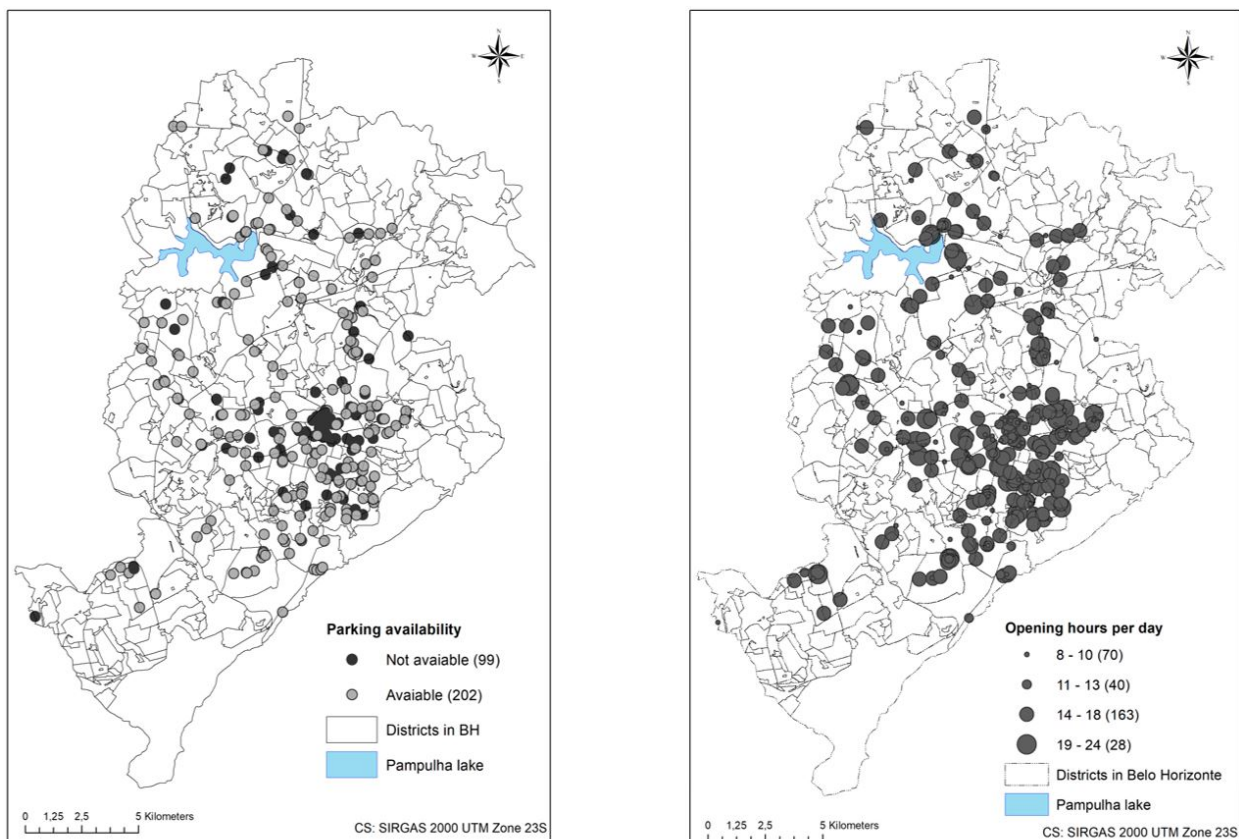 N
W E
S
Parking availability
Not avaiable (99)
Avaiable (202)
Districts in BH
Pampulha lake
0 1,25 2,5 5 Kilometers
CS: SIRGAS 2000 UTM Zone 23S
N
W E
S
Opening hours per day
8 - 10 (70)
11 - 13 (40)
14 - 18 (163)
19 - 24 (28)
Districts in Belo Horizonte
Pampulha lake
0 1,25 2,5 5 Kilometers
CS: SIRGAS 2000 UTM Zone 23S